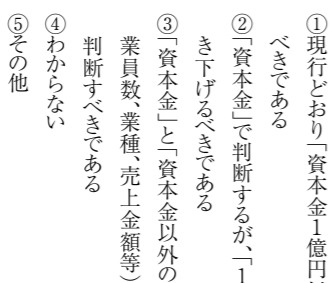 ①現行どおり「資本金1億円
べきである
②「資本金」で判断するが、「1
き下げるべきである
③「資本金」と「資本金以外の
業員数、業種、売上金額等)
判断すべきである
④わからない
⑤その他